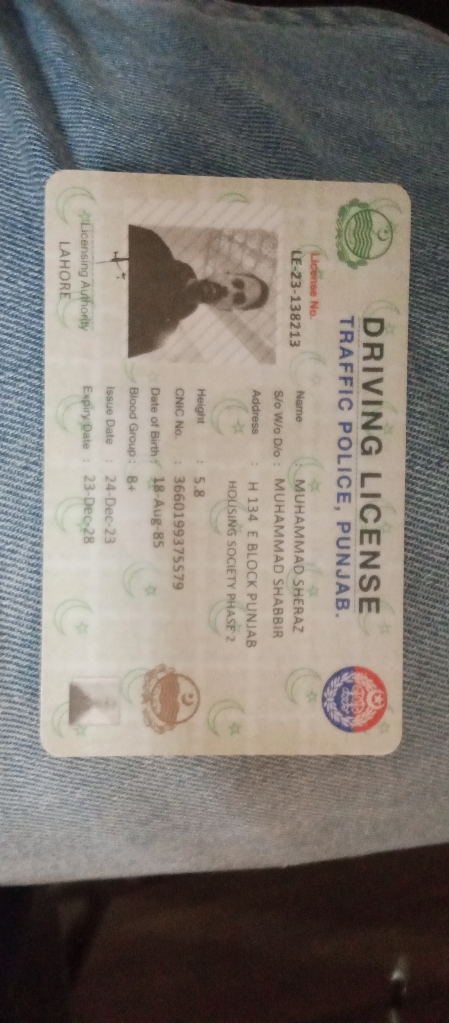 DRIVING LICENSE
TRAFFIC POLICE, PUNJAB.
License No.
LE-23-138213
Name : MUHAMMAD SHERAZ
S/o W/o D/o : MUHAMMAD SHABBIR
Address : H 134 E BLOCK PUNJAB
HOUSING SOCIETY PHASE 2
Height : 5.8
CNIC No. : 3660199375579
Date of Birth : 18-Aug-85
Blood Group : B+
Issue Date : 24-Dec-23
Expiry Date : 23-Dec-28
Licensing Authority
LAHORE